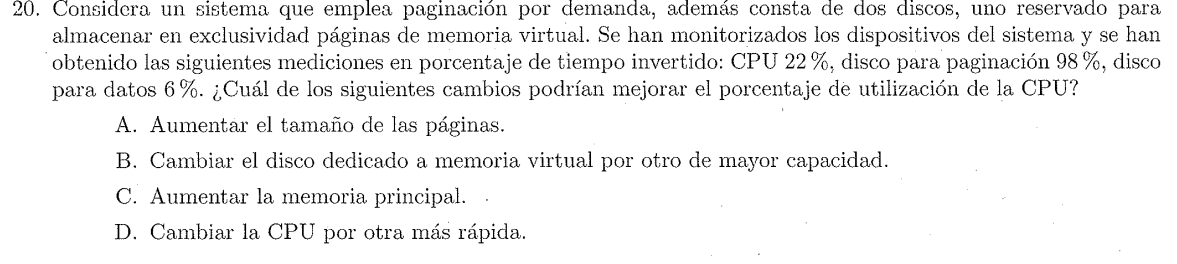 20. Considera un sistema que emplea paginación por demanda, además consta de dos discos, uno reservado para
almacenar en exclusividad páginas de memoria virtual. Se han monitorizados los dispositivos del sistema y se han
obtenido las siguientes mediciones en porcentaje de tiempo invertido: CPU 22 %, disco para paginación 98 %, disco
para datos 6 %. ¿Cuál de los siguientes cambios podrían mejorar el porcentaje de utilización de la CPU?
A. Aumentar el tamaño de las páginas.
B. Cambiar el disco dedicado a memoria virtual por otro de mayor capacidad.
C. Aumentar la memoria principal.
D. Cambiar la CPU por otra más rápida.